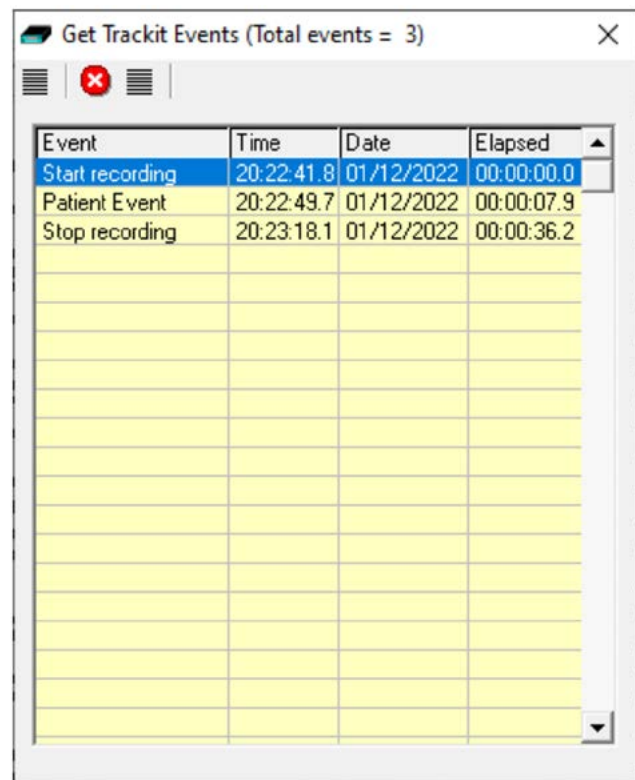 Get Trackit Events (Total events =  3)
Event Time Date Elapsed
Start recording 20:22:41.8 01/12/2022 00:00:00.0
Patient Event 20:22:49.7 01/12/2022 00:00:07.9
Stop recording 20:23:18.1 01/12/2022 00:00:36.2